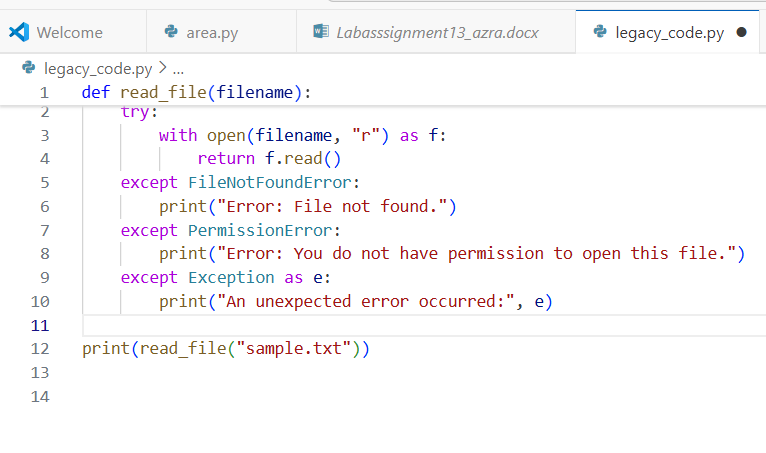 Welcome
area.py
Labasssignment13_azra.docx
legacy_code.py
legacy_code.py > ...
1 def read_file(filename):
2     try:
3         with open(filename, "r") as f:
4             return f.read()
5     except FileNotFoundError:
6         print("Error: File not found.")
7     except PermissionError:
8         print("Error: You do not have permission to open this file.")
9     except Exception as e:
10         print("An unexpected error occurred:", e)
11
12 print(read_file("sample.txt"))
13
14